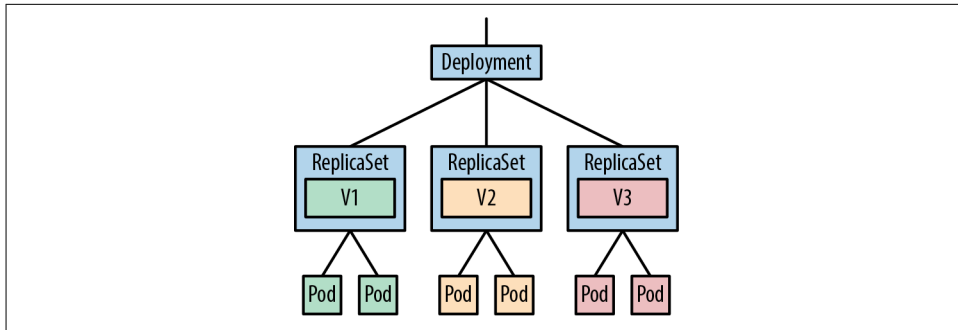 Deployment
ReplicaSet ReplicaSet ReplicaSet
V1 V2 V3
Pod Pod Pod Pod Pod Pod